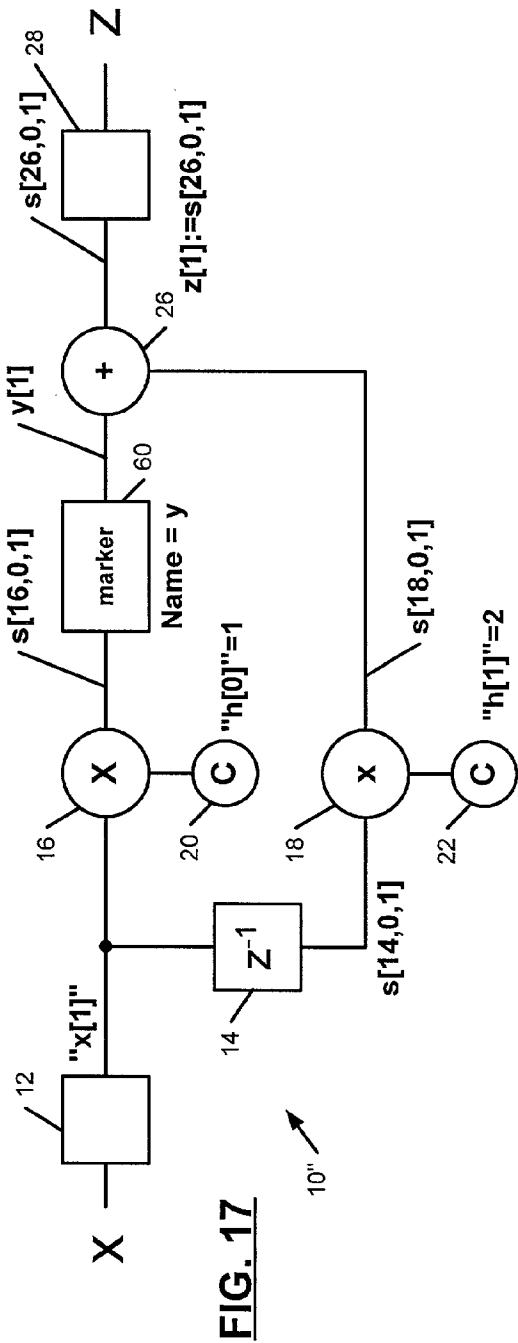 X
12
"x[1]"
16
X
s[16,0,1]
marker
60
Name = y
y[1]
+
26
s[26,0,1]
28
Z
z[1]:=s[26,0,1]
20
C
"h[0]"=1
14
Z⁻¹
s[14,0,1]
18
x
s[18,0,1]
22
C
"h[1]"=2
10"
FIG. 17